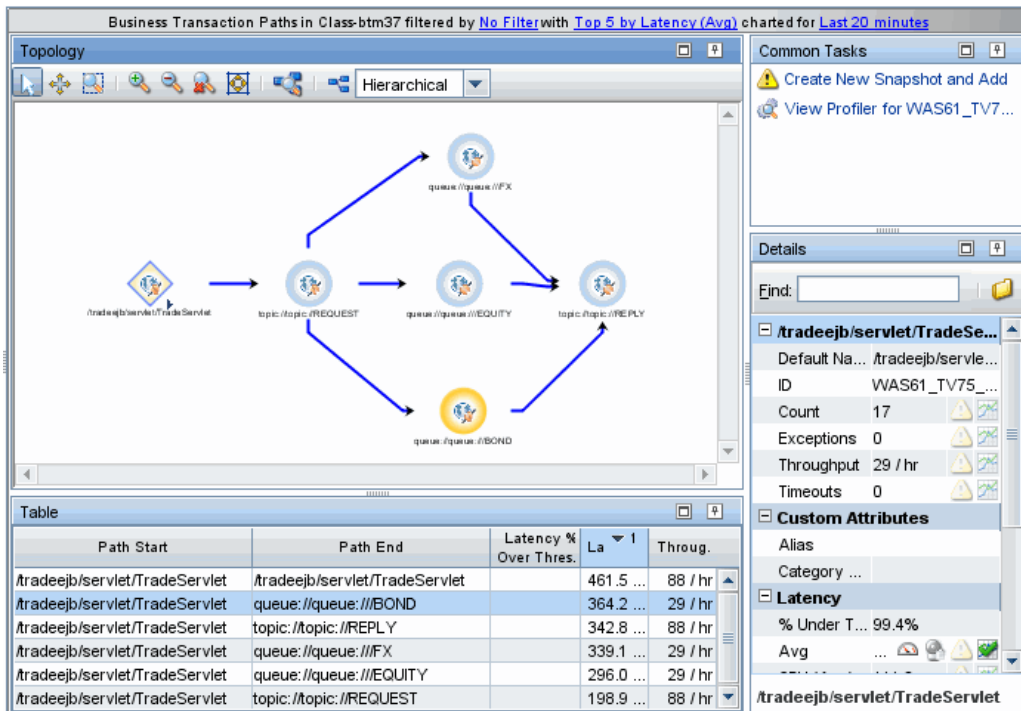 Business Transaction Paths in Class-btm37 filtered by No Filterwith Top 5 by Latency (Avg) charted for Last 20 minutes
Topology
Hierarchical
queue://queue:///FX
/tradeejb/servlet/TradeServlet
topic://topic://REQUEST
queue://queue:///EQUITY
topic://topic://REPLY
queue://queue:///BOND
Table
Path Start Path End Latency % Over Thres. La 1 Throug.
/tradeejb/servlet/TradeServlet /tradeejb/servlet/TradeServlet 461.5 ... 88 / hr
/tradeejb/servlet/TradeServlet queue://queue:///BOND 364.2 ... 29 / hr
/tradeejb/servlet/TradeServlet topic://topic://REPLY 342.8 ... 88 / hr
/tradeejb/servlet/TradeServlet queue://queue:///FX 339.1 ... 29 / hr
/tradeejb/servlet/TradeServlet queue://queue:///EQUITY 296.0 ... 29 / hr
/tradeejb/servlet/TradeServlet topic://topic://REQUEST 198.9 ... 88 / hr
Common Tasks
Create New Snapshot and Add
View Profiler for WAS61_TV7...
Details
Find:
/tradeejb/servlet/TradeSe...
Default Na... /tradeejb/servle...
ID WAS61_TV75_...
Count 17
Exceptions 0
Throughput 29 / hr
Timeouts 0
Custom Attributes
Alias
Category ...
Latency
% Under T... 99.4%
Avg ...
/tradeejb/servlet/TradeServlet